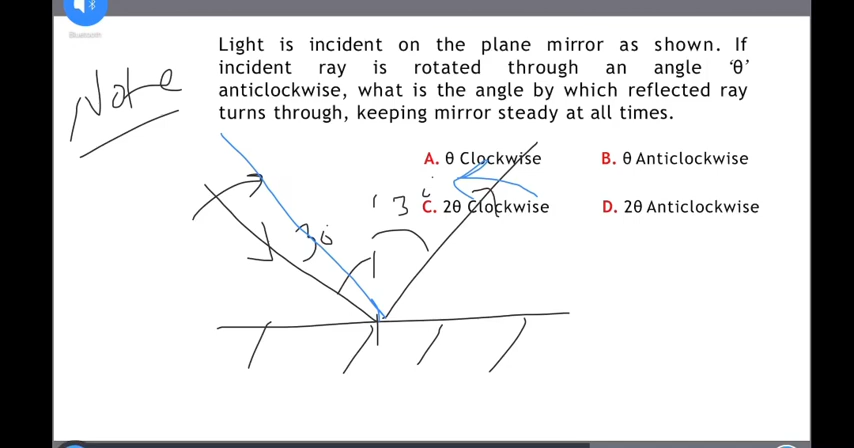 Bluetooth
Note
Light is incident on the plane mirror as shown. If
incident ray is rotated through an angle ‘θ’
anticlockwise, what is the angle by which reflected ray
turns through, keeping mirror steady at all times.
A. θ Clockwise
B. θ Anticlockwise
C. 2θ Clockwise
D. 2θ Anticlockwise